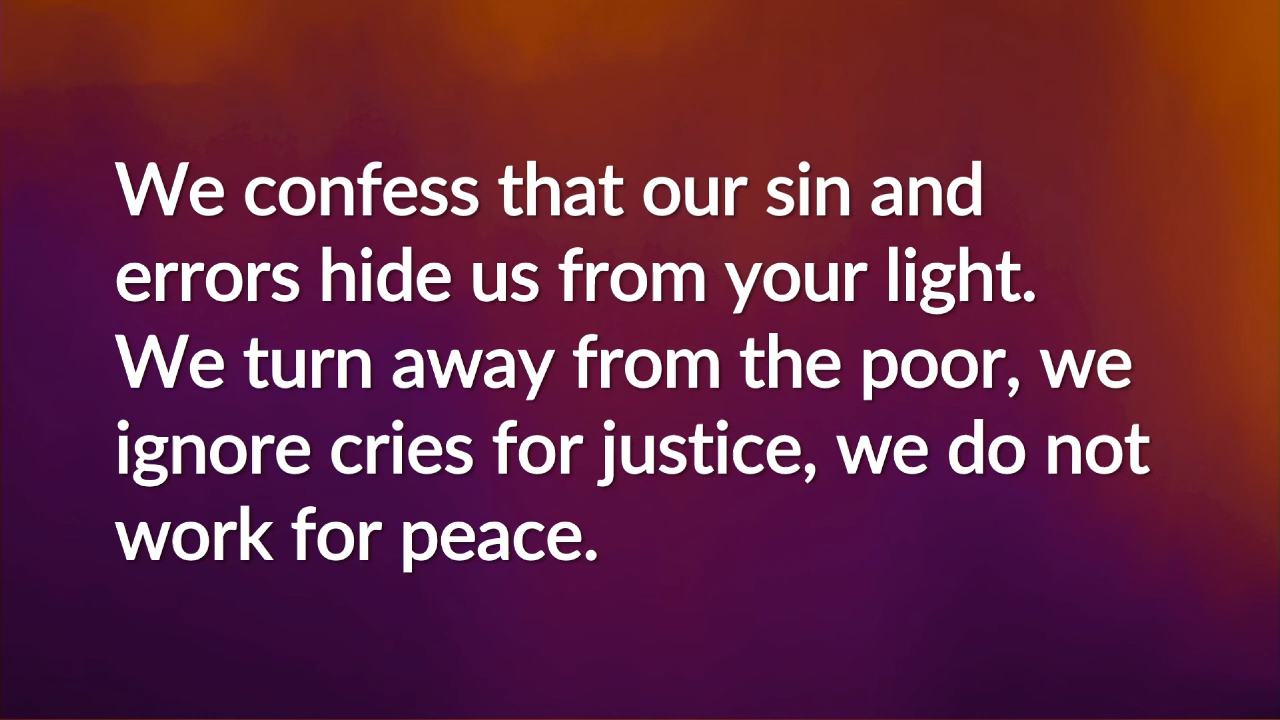 We confess that our sin and
errors hide us from your light.
We turn away from the poor, we
ignore cries for justice, we do not
work for peace.